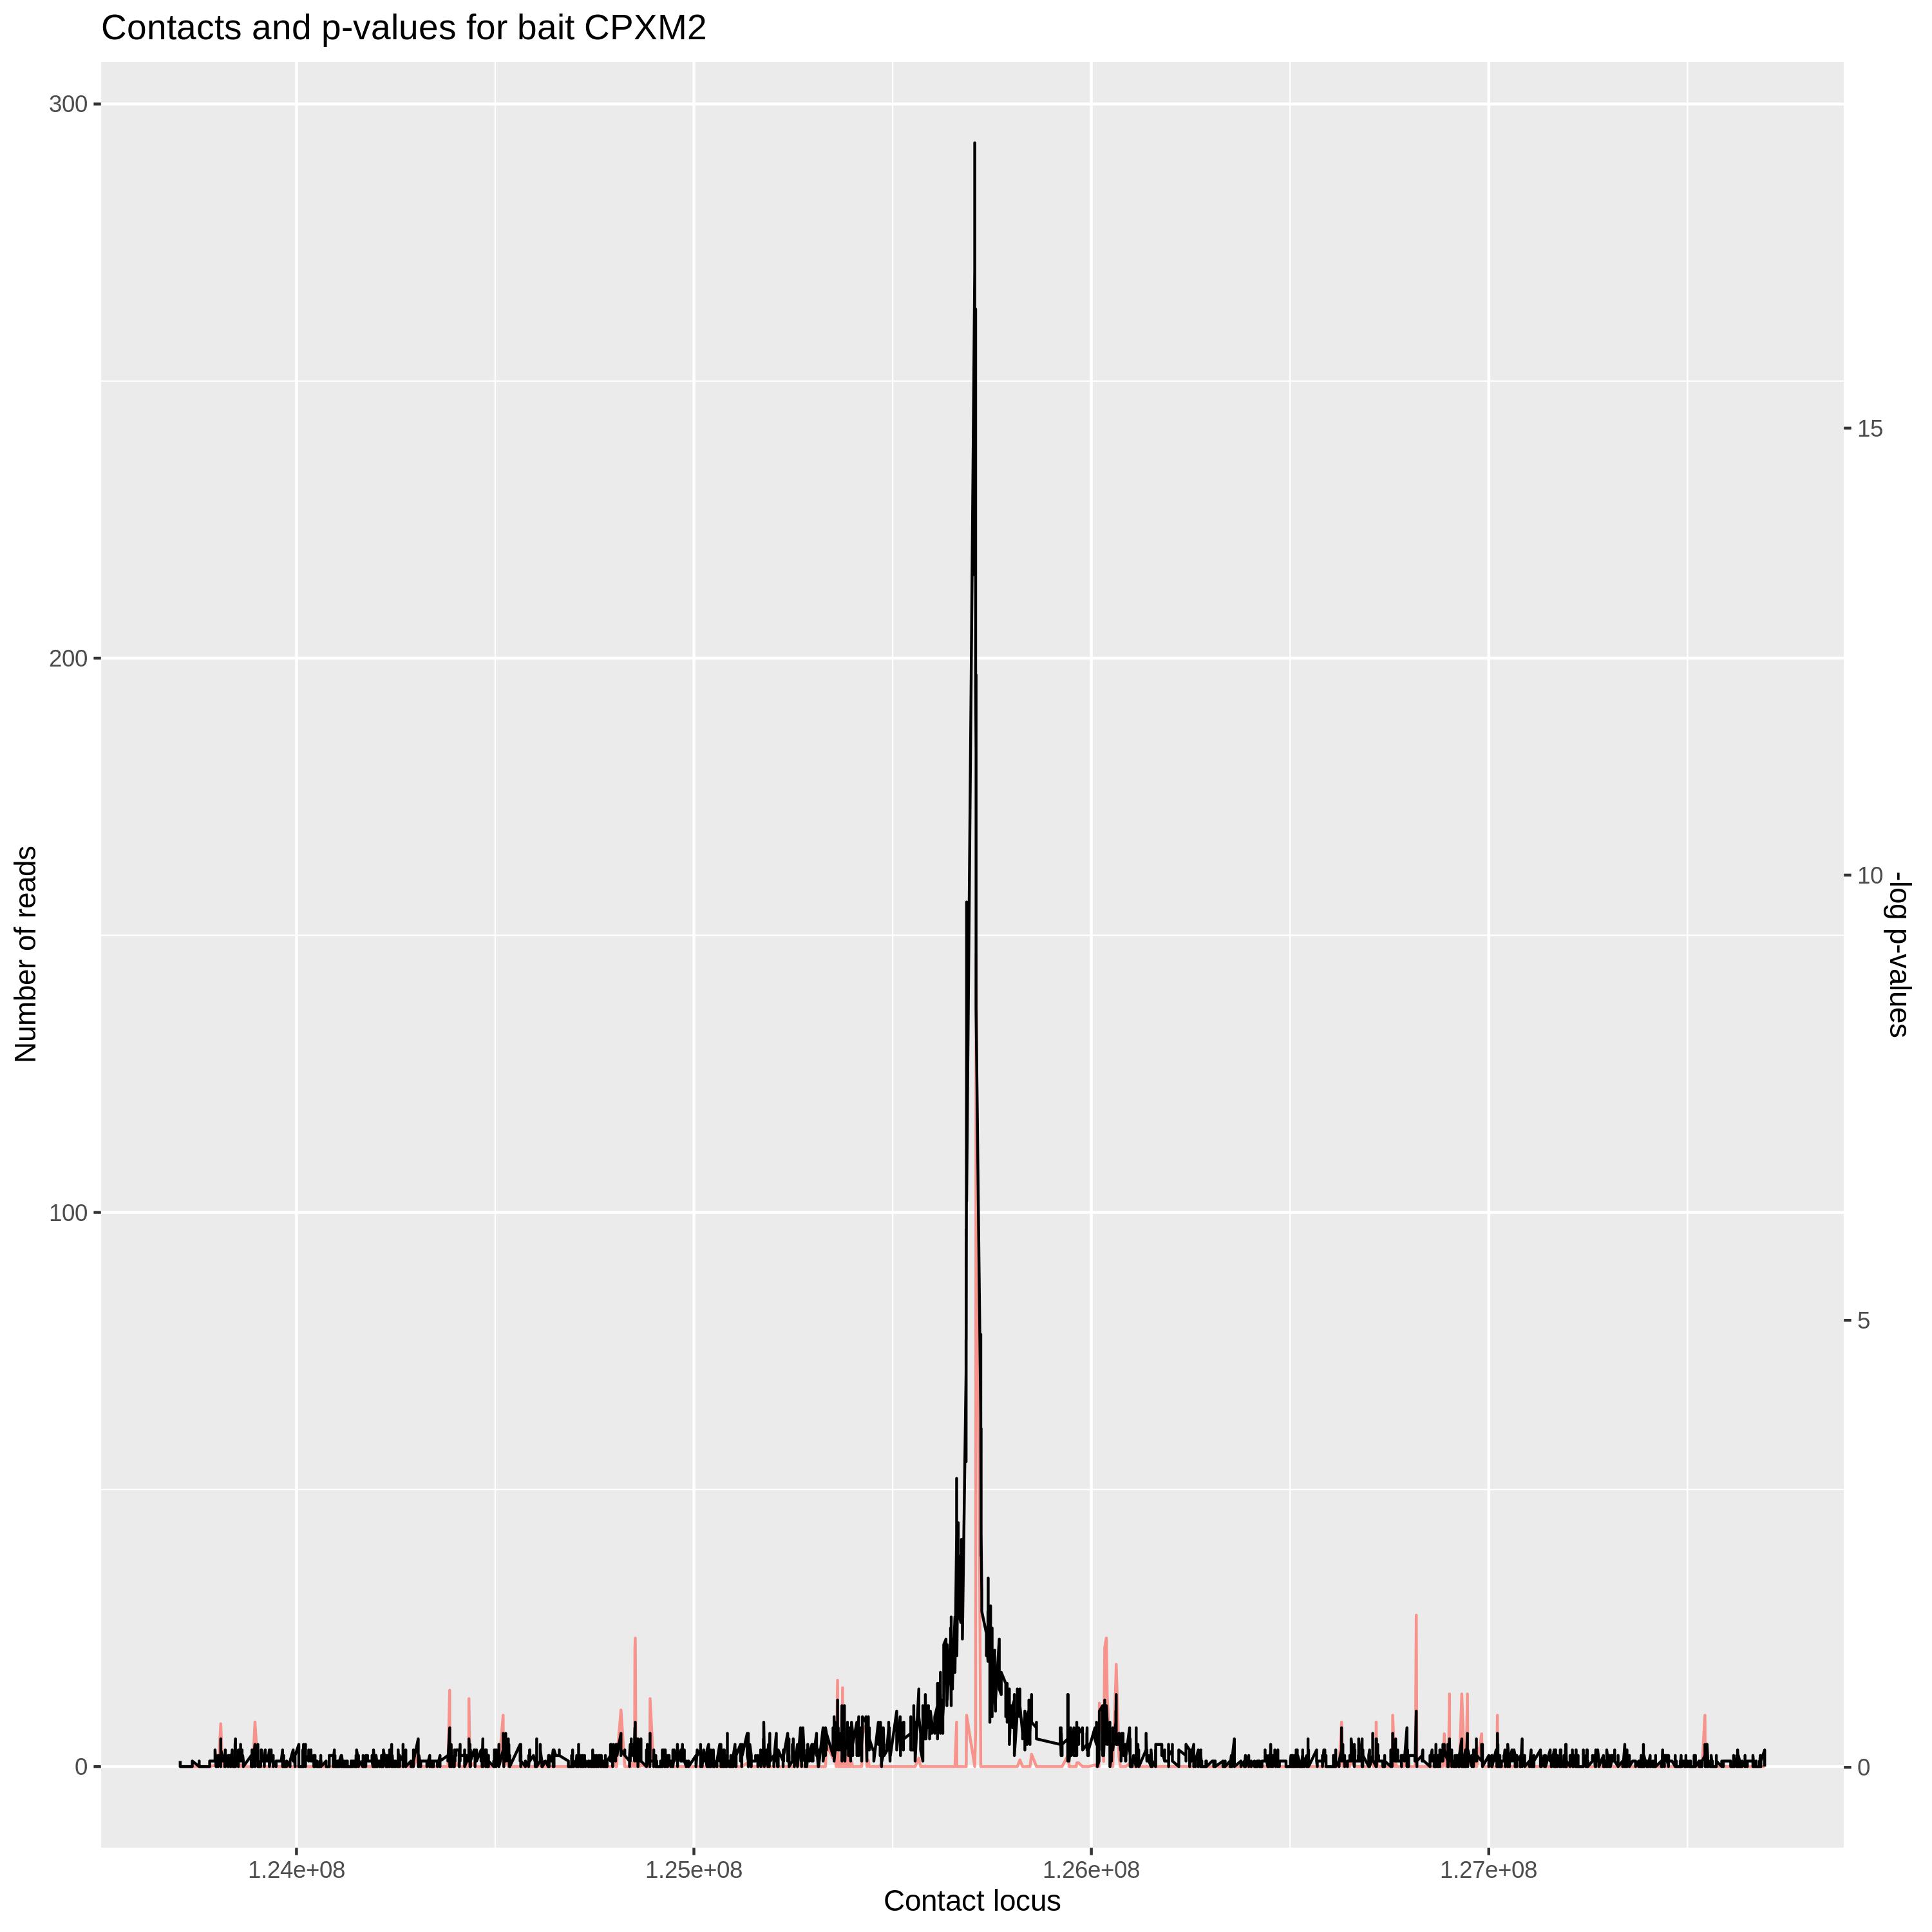 Contacts and p-values for bait CPXM2
300
200
100
0
Number of reads
15
10
5
0
-log p-values
1.24e+08
1.25e+08
1.26e+08
1.27e+08
Contact locus